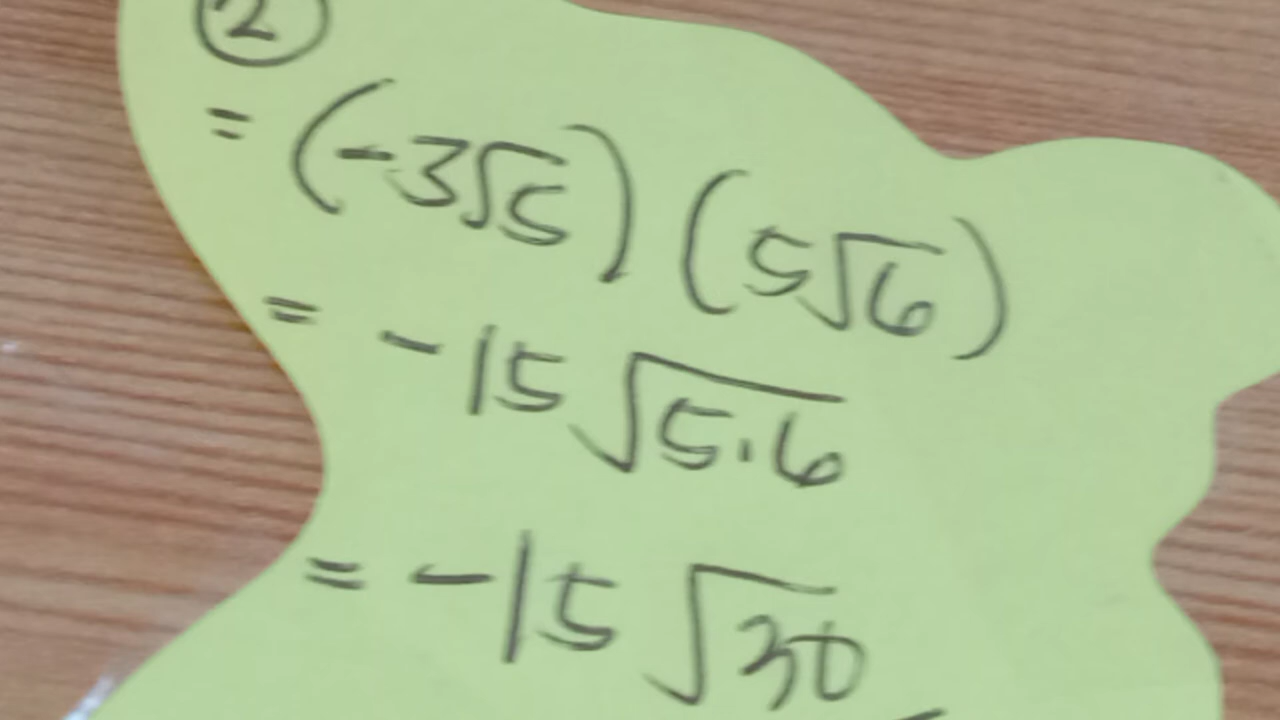 ②
= (-3√5) (5√6)
= -15√5.6
= -15√30